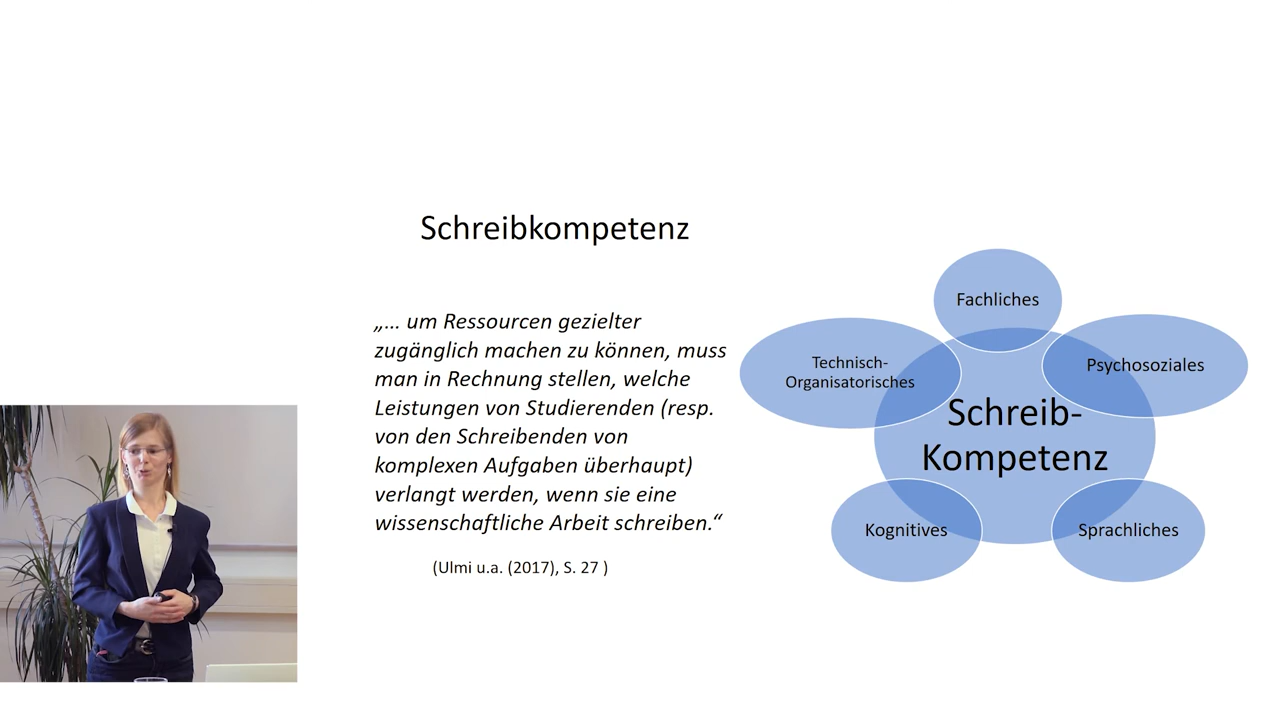 Schreibkompetenz
„... um Ressourcen gezielter
zugänglich machen zu können, muss
man in Rechnung stellen, welche
Leistungen von Studierenden (resp.
von den Schreibenden von
komplexen Aufgaben überhaupt)
verlangt werden, wenn sie eine
wissenschaftliche Arbeit schreiben.“
(Ulmi u.a. (2017), S. 27 )
Fachliches
Technisch-
Organisatorisches
Psychosoziales
Schreib-
Kompetenz
Kognitives
Sprachliches